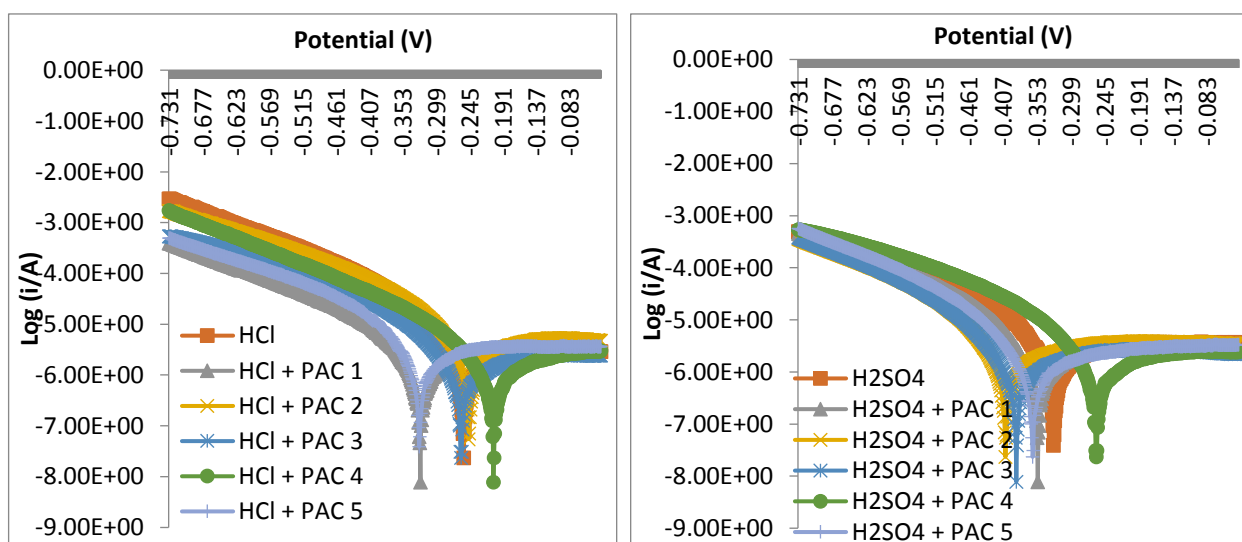 Potential (V)
0.00E+00
-1.00E+00
-2.00E+00
-3.00E+00
-4.00E+00
-5.00E+00
-6.00E+00
-7.00E+00
-8.00E+00
-9.00E+00
-0.731
-0.677
-0.623
-0.569
-0.515
-0.461
-0.407
-0.353
-0.299
-0.245
-0.191
-0.137
-0.083
Log (i/A)
HCl
HCl + PAC 1
HCl + PAC 2
HCl + PAC 3
HCl + PAC 4
HCl + PAC 5
Potential (V)
0.00E+00
-1.00E+00
-2.00E+00
-3.00E+00
-4.00E+00
-5.00E+00
-6.00E+00
-7.00E+00
-8.00E+00
-9.00E+00
-0.731
-0.677
-0.623
-0.569
-0.515
-0.461
-0.407
-0.353
-0.299
-0.245
-0.191
-0.137
-0.083
Log (i/A)
H2SO4
H2SO4 + PAC 1
H2SO4 + PAC 2
H2SO4 + PAC 3
H2SO4 + PAC 4
H2SO4 + PAC 5